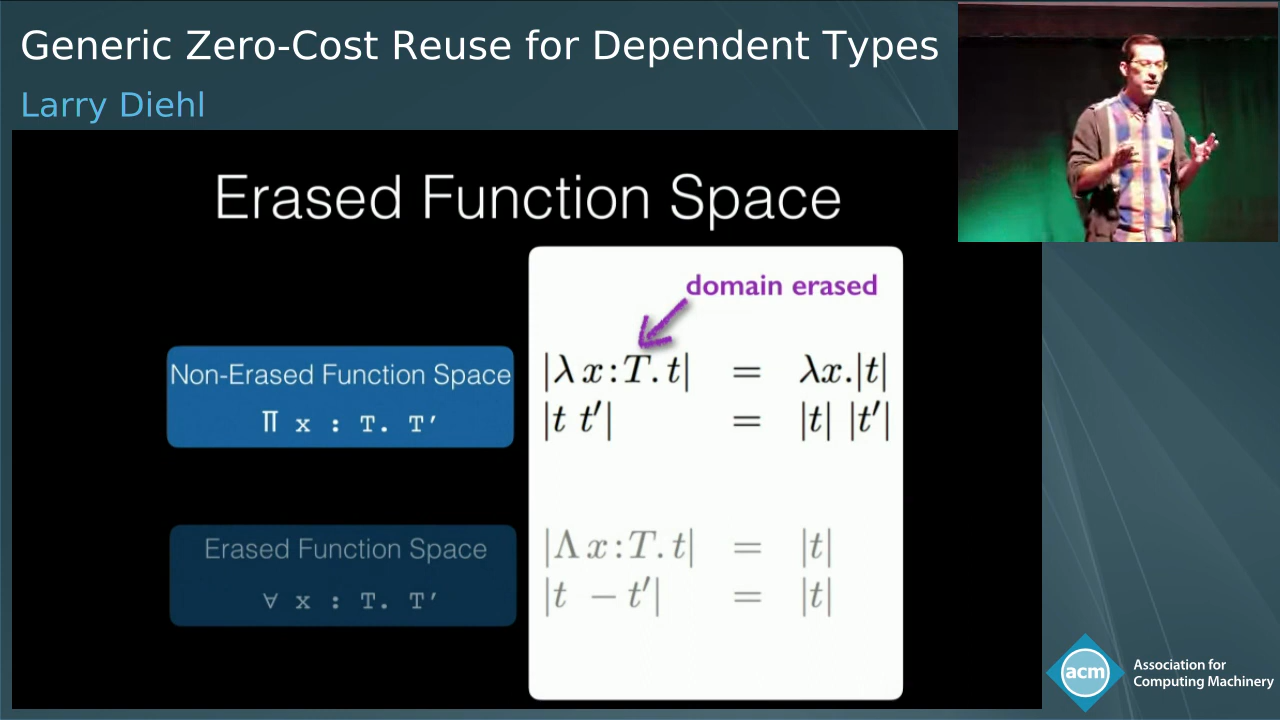 Generic Zero-Cost Reuse for Dependent Types
Larry Diehl
Erased Function Space
domain erased
Non-Erased Function Space
Π x : T. T′
|λ x:T. t| = λx.|t|
|t t′| = |t| |t′|
Erased Function Space
∀ x : T. T′
|Λ x:T. t| = |t|
|t −t′| = |t|
acm
Association for
Computing Machinery